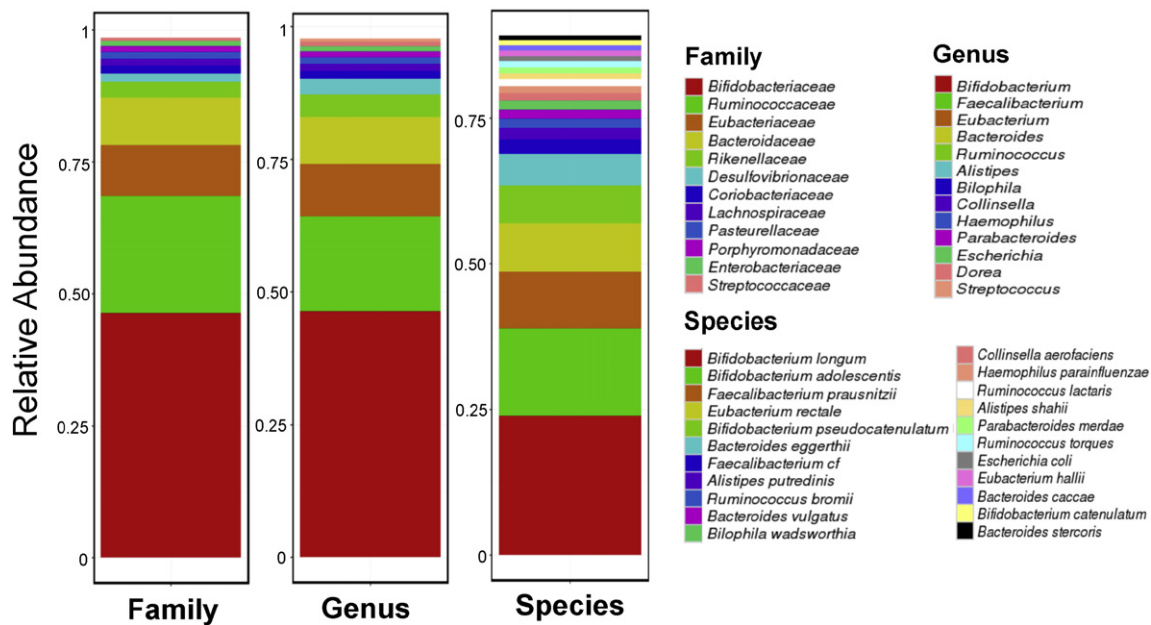 Relative Abundance
1
0.75
0.50
0.25
0
Family
1
0.75
0.50
0.25
0
Genus
0.75
0.50
0.25
0
Species
Family
Bifidobacteriaceae
Ruminococcaceae
Eubacteriaceae
Bacteroidaceae
Rikenellaceae
Desulfovibrionaceae
Coriobacteriaceae
Lachnospiraceae
Pasteurellaceae
Porphyromonadaceae
Enterobacteriaceae
Streptococcaceae
Genus
Bifidobacterium
Faecalibacterium
Eubacterium
Bacteroides
Ruminococcus
Alistipes
Bilophila
Collinsella
Haemophilus
Parabacteroides
Escherichia
Dorea
Streptococcus
Species
Bifidobacterium longum
Bifidobacterium adolescentis
Faecalibacterium prausnitzii
Eubacterium rectale
Bifidobacterium pseudocatenulatum
Bacteroides eggerthii
Faecalibacterium cf
Alistipes putredinis
Ruminococcus bromii
Bacteroides vulgatus
Bilophila wadsworthia
Collinsella aerofaciens
Haemophilus parainfluenzae
Ruminococcus lactaris
Alistipes shahii
Parabacteroides merdae
Ruminococcus torques
Escherichia coli
Eubacterium hallii
Bacteroides caccae
Bifidobacterium catenulatum
Bacteroides stercoris